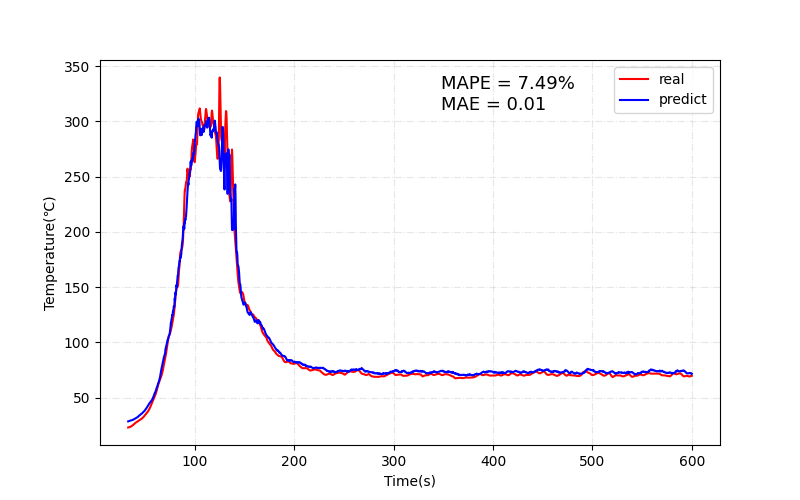 MAPE = 7.49%
MAE = 0.01
real
predict
350
300
250
200
150
100
50
Temperature(℃)
100 200 300 400 500 600
Time(s)